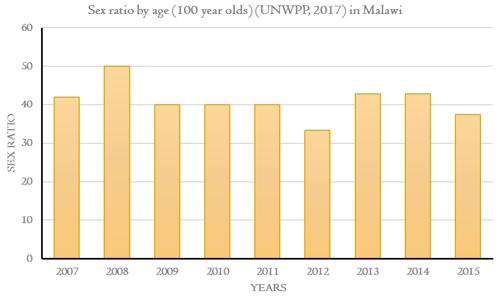 Sex ratio by age (100 year olds) (UNWPP, 2017) in Malawi
60
50
40
30
20
10
0
SEX RATIO
2007 2008 2009 2010 2011 2012 2013 2014 2015
YEARS